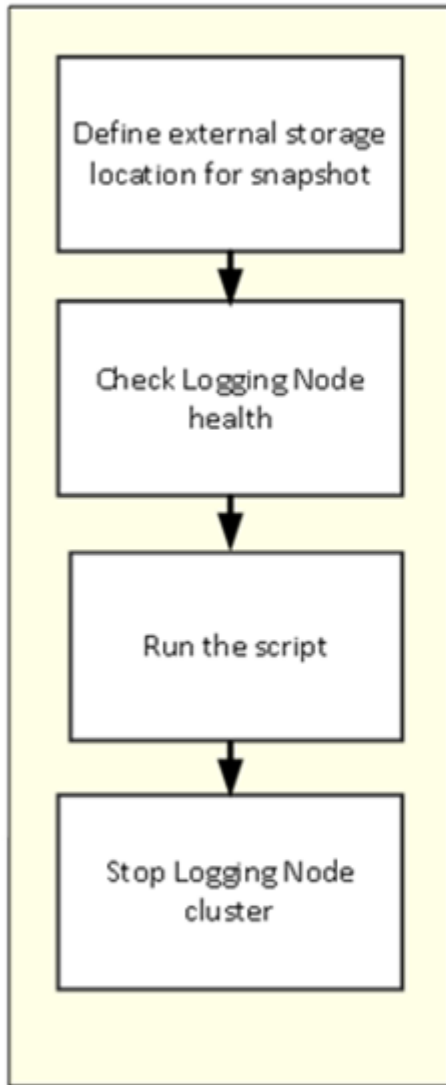 Define external storage
location for snapshot
Check Logging Node
health
Run the script
Stop Logging Node
cluster